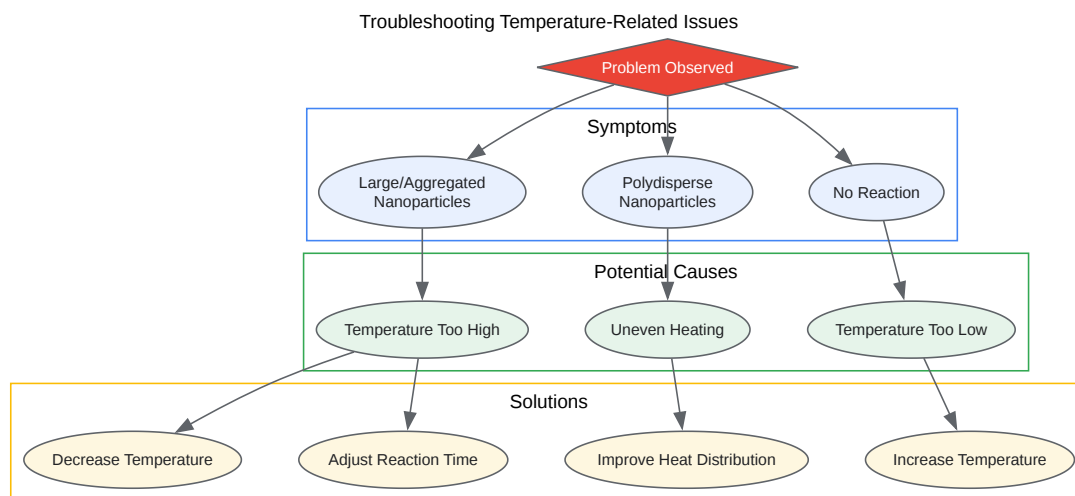 Troubleshooting Temperature-Related Issues
Problem Observed
Symptoms
Large/Aggregated
Nanoparticles
Polydisperse
Nanoparticles
No Reaction
Potential Causes
Temperature Too High
Uneven Heating
Temperature Too Low
Solutions
Decrease Temperature
Adjust Reaction Time
Improve Heat Distribution
Increase Temperature